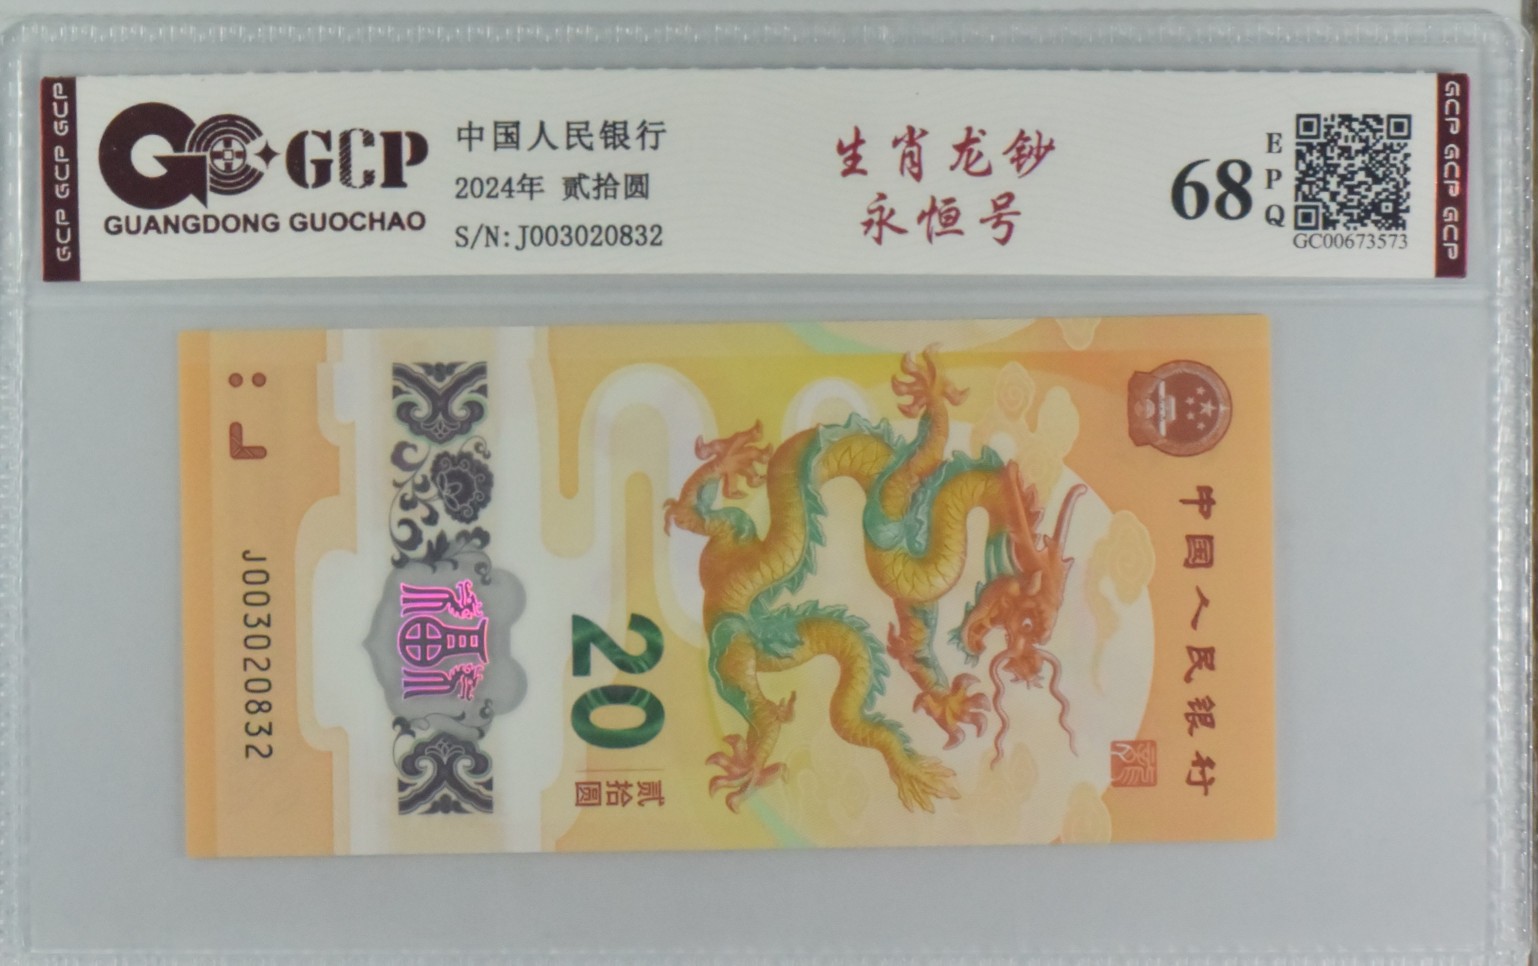 GCP
GUANGDONG GUOCHAO
中国人民银行
2024年 贰拾圆
S/N:J003020832
生肖龙钞
永恒号
68
EPQ
GC00673573
GCP GCP GCP
GCP GCP GCP
中国人民银行
20
贰拾圆
J003020832